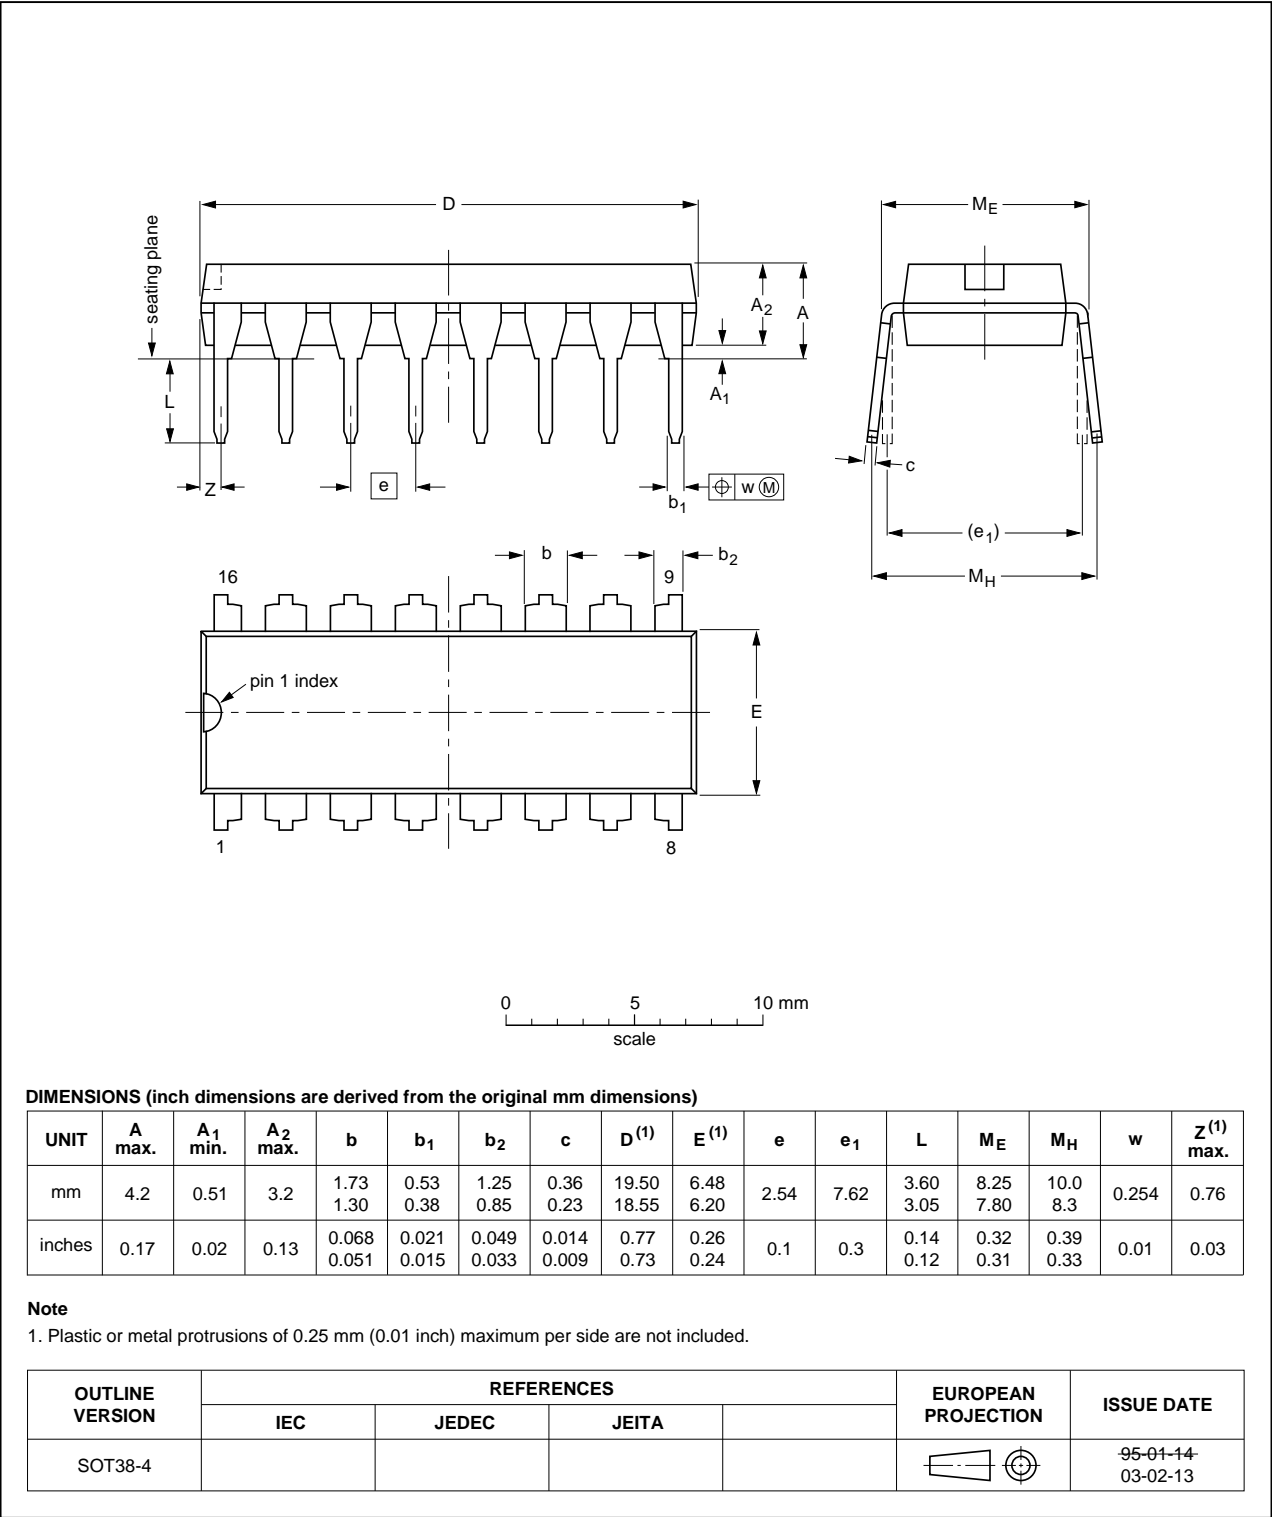 D
ME
seating plane
A2
A
L
A1
c
Z
e
b1
w M
(e1)
MH
b
b2
16
9
pin 1 index
E
1
8
0 5 10 mm
scale
DIMENSIONS (inch dimensions are derived from the original mm dimensions)
UNIT A max. A1 min. A2 max. b b1 b2 c D(1) E(1) e e1 L ME MH w Z(1) max.
mm 4.2 0.51 3.2 1.73 1.30 0.53 0.38 1.25 0.85 0.36 0.23 19.50 18.55 6.48 6.20 2.54 7.62 3.60 3.05 8.25 7.80 10.0 8.3 0.254 0.76
inches 0.17 0.02 0.13 0.068 0.051 0.021 0.015 0.049 0.033 0.014 0.009 0.77 0.73 0.26 0.24 0.1 0.3 0.14 0.12 0.32 0.31 0.39 0.33 0.01 0.03
Note
1. Plastic or metal protrusions of 0.25 mm (0.01 inch) maximum per side are not included.
OUTLINE VERSION REFERENCES EUROPEAN PROJECTION ISSUE DATE
IEC JEDEC JEITA
SOT38-4 95-01-14
03-02-13